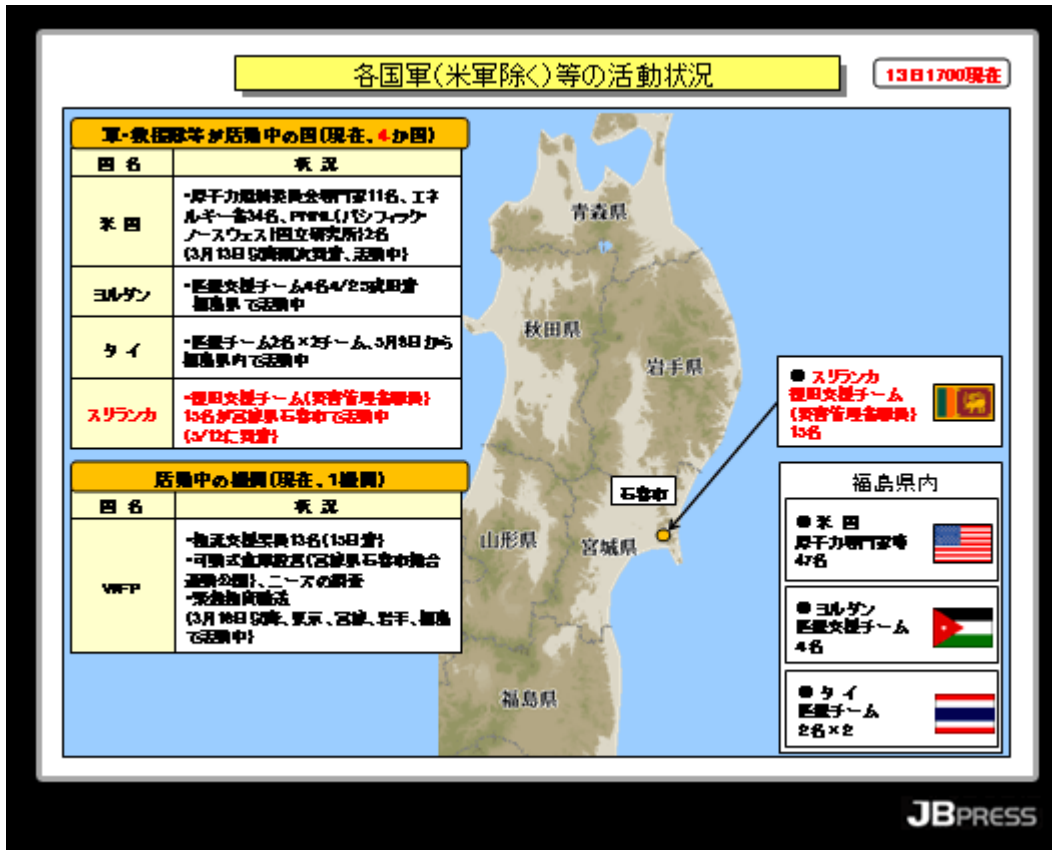 各国軍(米軍除く)等の活動状況
13日1700現在
軍・救援隊等が活動中の国(現在、4か国)
国 名
状 況
米 国
・原子力規制委員会専門家11名、エネ
ルギー省34名、PNNL(パシフィック・
ノースウェスト国立研究所)2名
(3月13日以降順次到着、活動中)
ヨルダン
・医療支援チーム4名4/25成田着
福島県で活動中
タ イ
・医療チーム2名×2チーム、5月8日から
福島県内で活動中
スリランカ
・復旧支援チーム(災害管理省職員)
15名が宮城県石巻市で活動中
(5/12に到着)
活動中の機関(現在、1機関)
国 名
状 況
WFP
・物流支援要員13名(15日着)
・可動式倉庫設営(宮城県石巻市総合
運動公園)、ニーズの調査
・緊急物資輸送
(3月16日以降、東京、宮城、岩手、福島
で活動中)
青森県
秋田県
岩手県
山形県
宮城県
福島県
石巻市
● スリランカ
復旧支援チーム
(災害管理省職員)
15名
福島県内
● 米 国
原子力専門家等
47名
● ヨルダン
医療支援チーム
4名
● タ イ
医療チーム
2名×2
JBPRESS